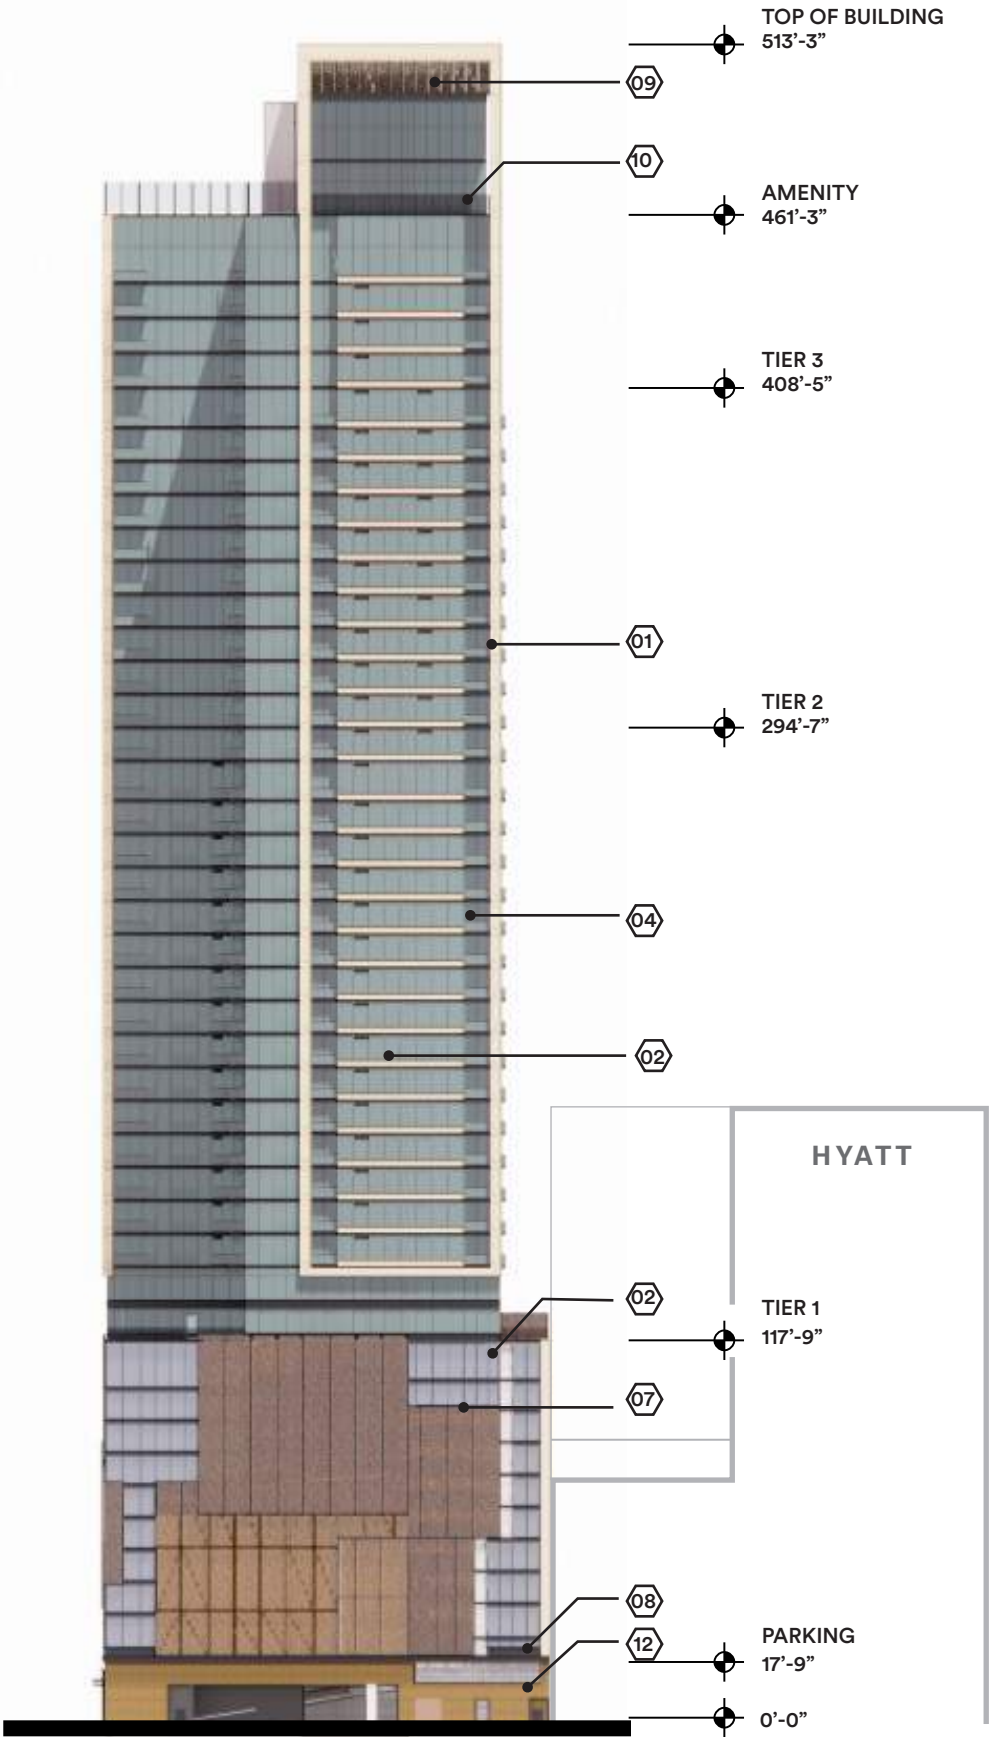 TOP OF BUILDING
513’-3”
09
10
AMENITY
461’-3”
TIER 3
408’-5”
01
TIER 2
294’-7”
04
02
HYATT
02
TIER 1
117’-9”
07
08
12
PARKING
17’-9”
0’-0”